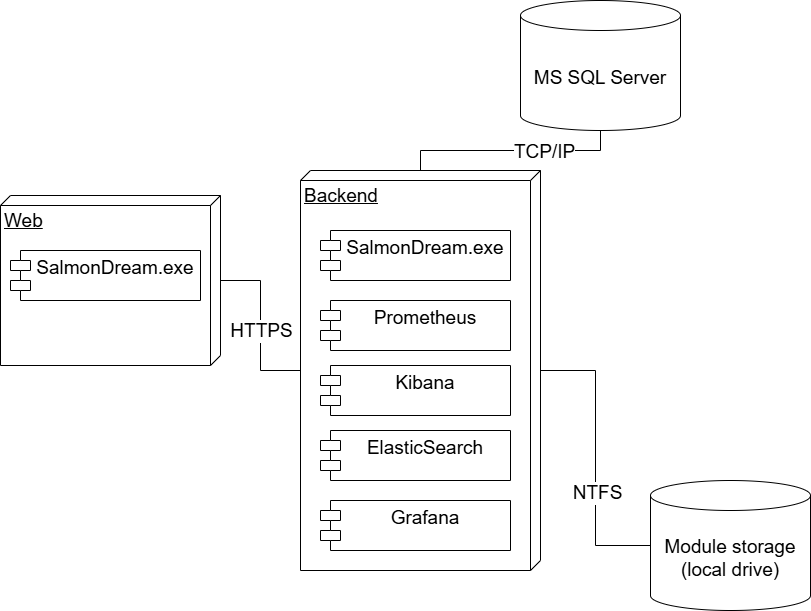 MS SQL Server
TCP/IP
Web
SalmonDream.exe
HTTPS
Backend
SalmonDream.exe
Prometheus
Kibana
ElasticSearch
Grafana
NTFS
Module storage
(local drive)